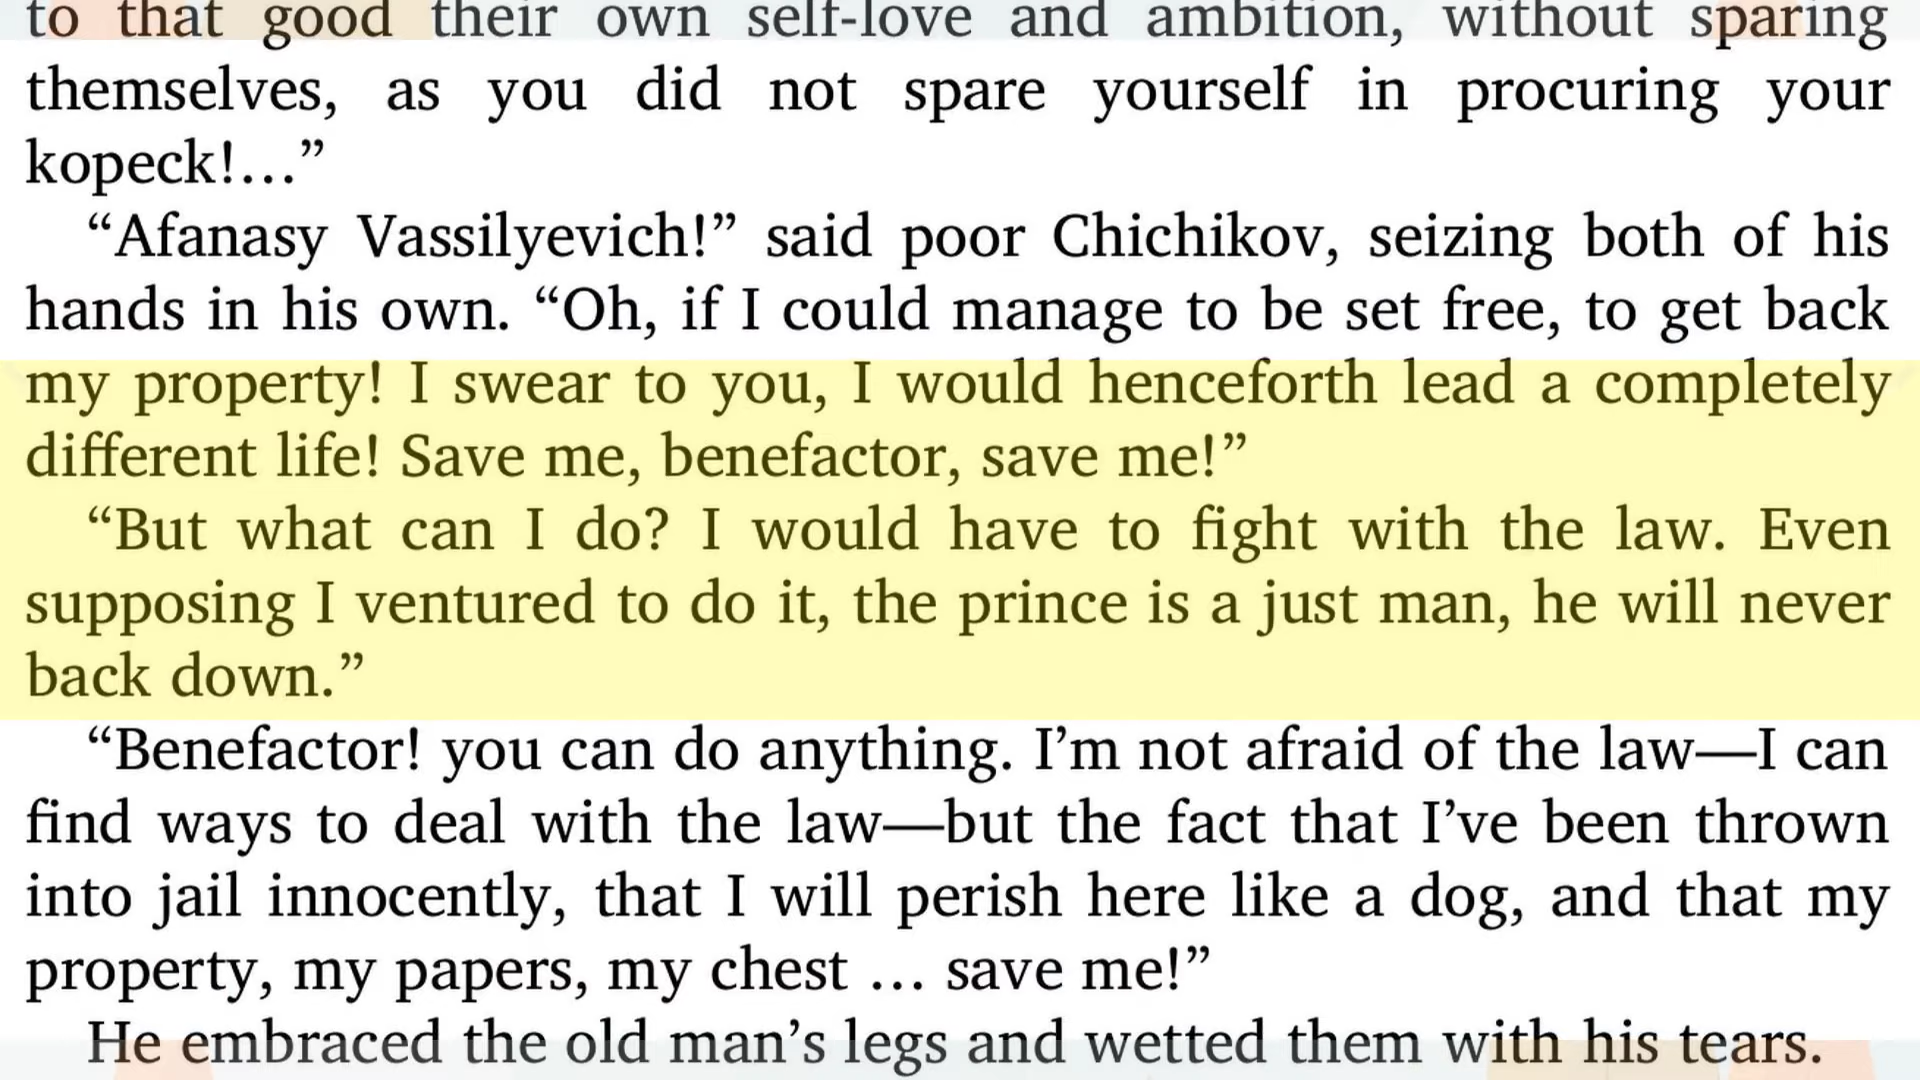 to that good their own self-love and ambition, without sparing
themselves, as you did not spare yourself in procuring your
kopeck!…”
“Afanasy Vassilyevich!” said poor Chichikov, seizing both of his
hands in his own. “Oh, if I could manage to be set free, to get back
my property! I swear to you, I would henceforth lead a completely
different life! Save me, benefactor, save me!”
“But what can I do? I would have to fight with the law. Even
supposing I ventured to do it, the prince is a just man, he will never
back down.”
“Benefactor! you can do anything. I’m not afraid of the law—I can
find ways to deal with the law—but the fact that I’ve been thrown
into jail innocently, that I will perish here like a dog, and that my
property, my papers, my chest … save me!”
He embraced the old man’s legs and wetted them with his tears.